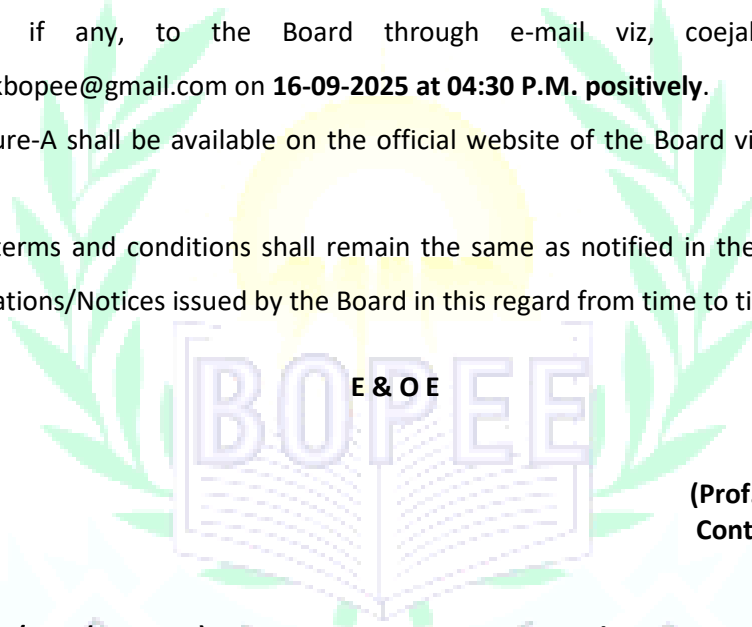 if any, to the Board through e-mail viz, coejal
kbopee@gmail.com on 16-09-2025 at 04:30 P.M. positively.
ure-A shall be available on the official website of the Board vi
terms and conditions shall remain the same as notified in the
ations/Notices issued by the Board in this regard from time to ti
BOPEE
E & O E
(Prof.
Cont